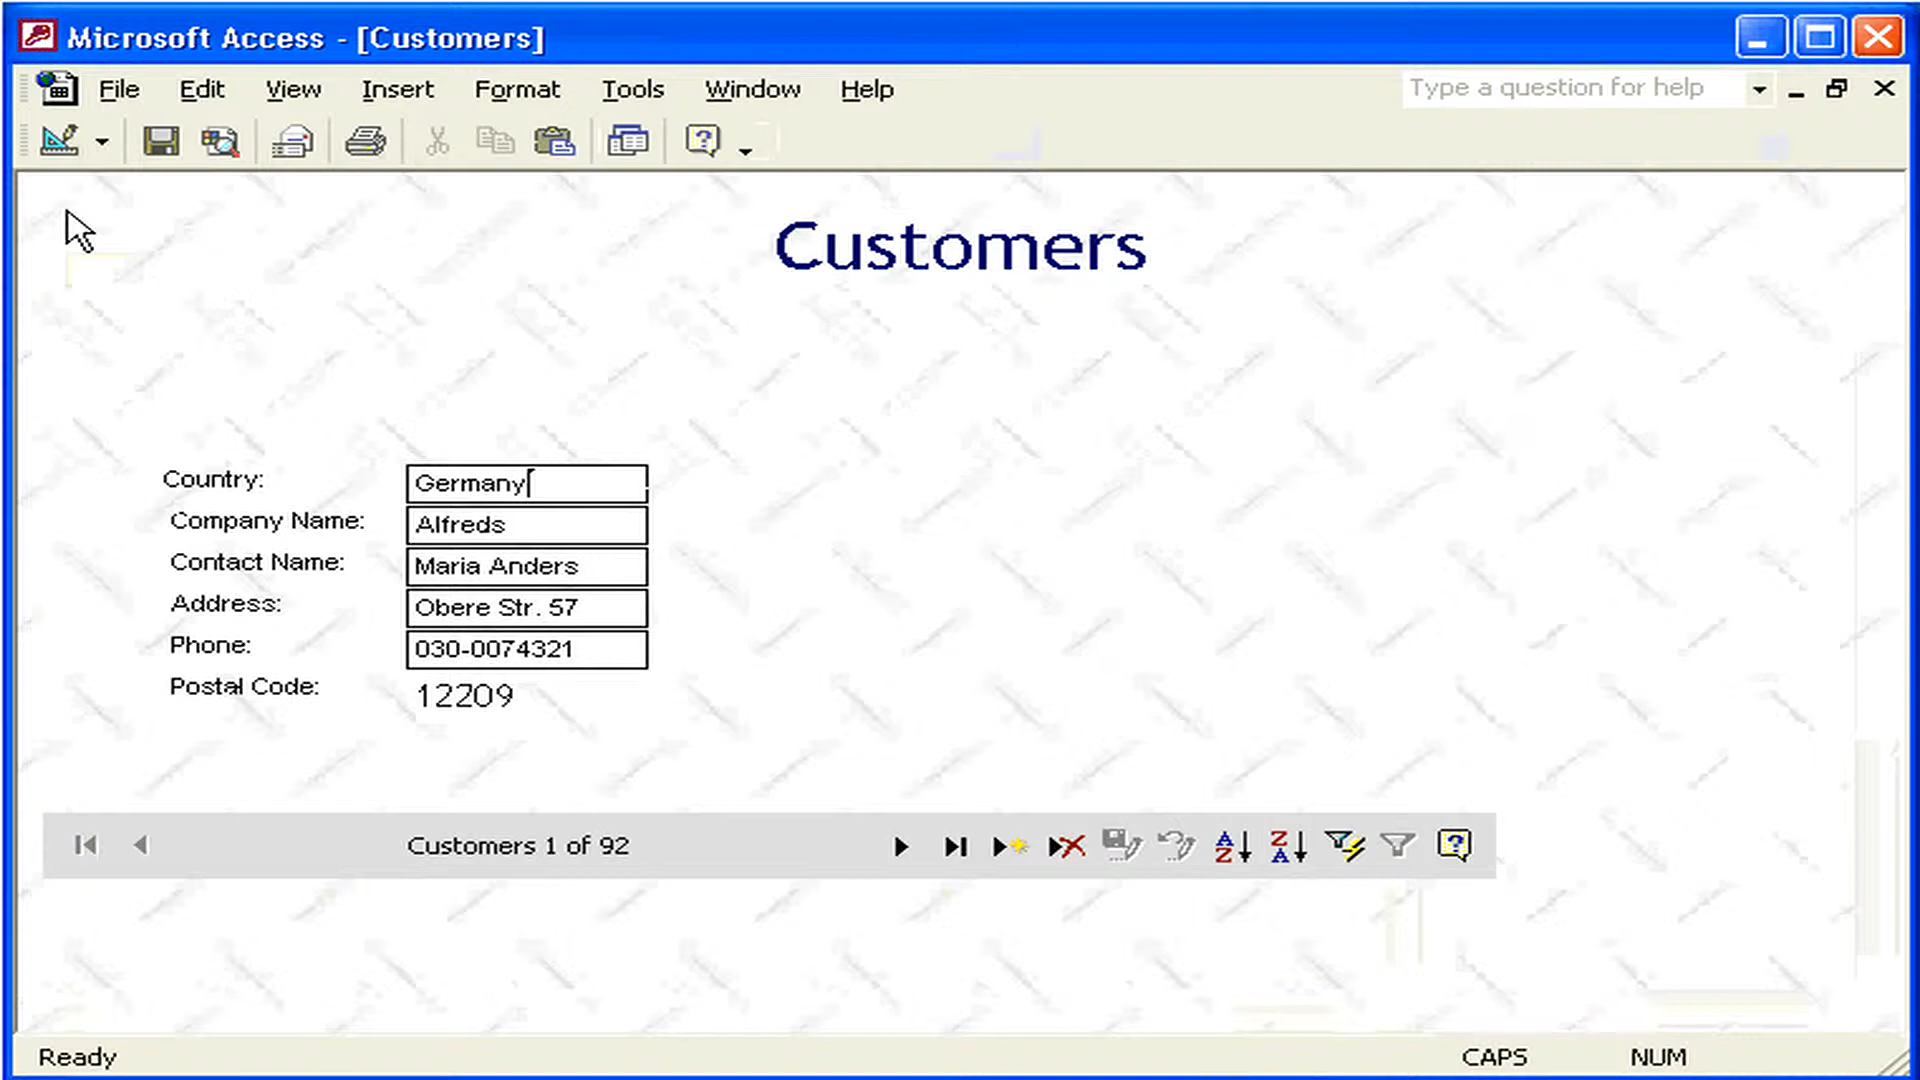 Microsoft Access - [Customers]
File Edit View Insert Format Tools Window Help Type a question for help
Customers
Country: Germany
Company Name: Alfreds
Contact Name: Maria Anders
Address: Obere Str. 57
Phone: 030-0074321
Postal Code: 12209
Customers 1 of 92
Ready CAPS NUM